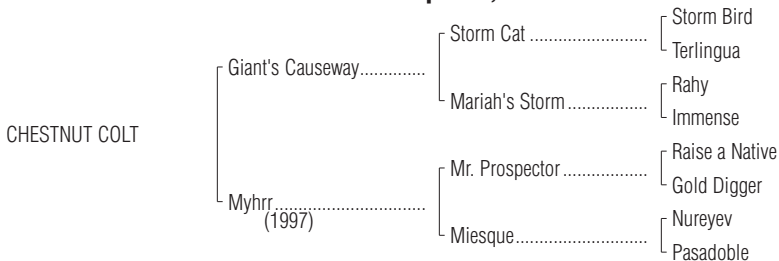 Storm Bird
Storm Cat ........................
Terlingua
Giant's Causeway..............
Rahy
Mariah's Storm .................
Immense
CHESTNUT COLT
Raise a Native
Mr. Prospector ..................
Gold Digger
Myhrr................................
(1997)
Nureyev
Miesque............................
Pasadoble